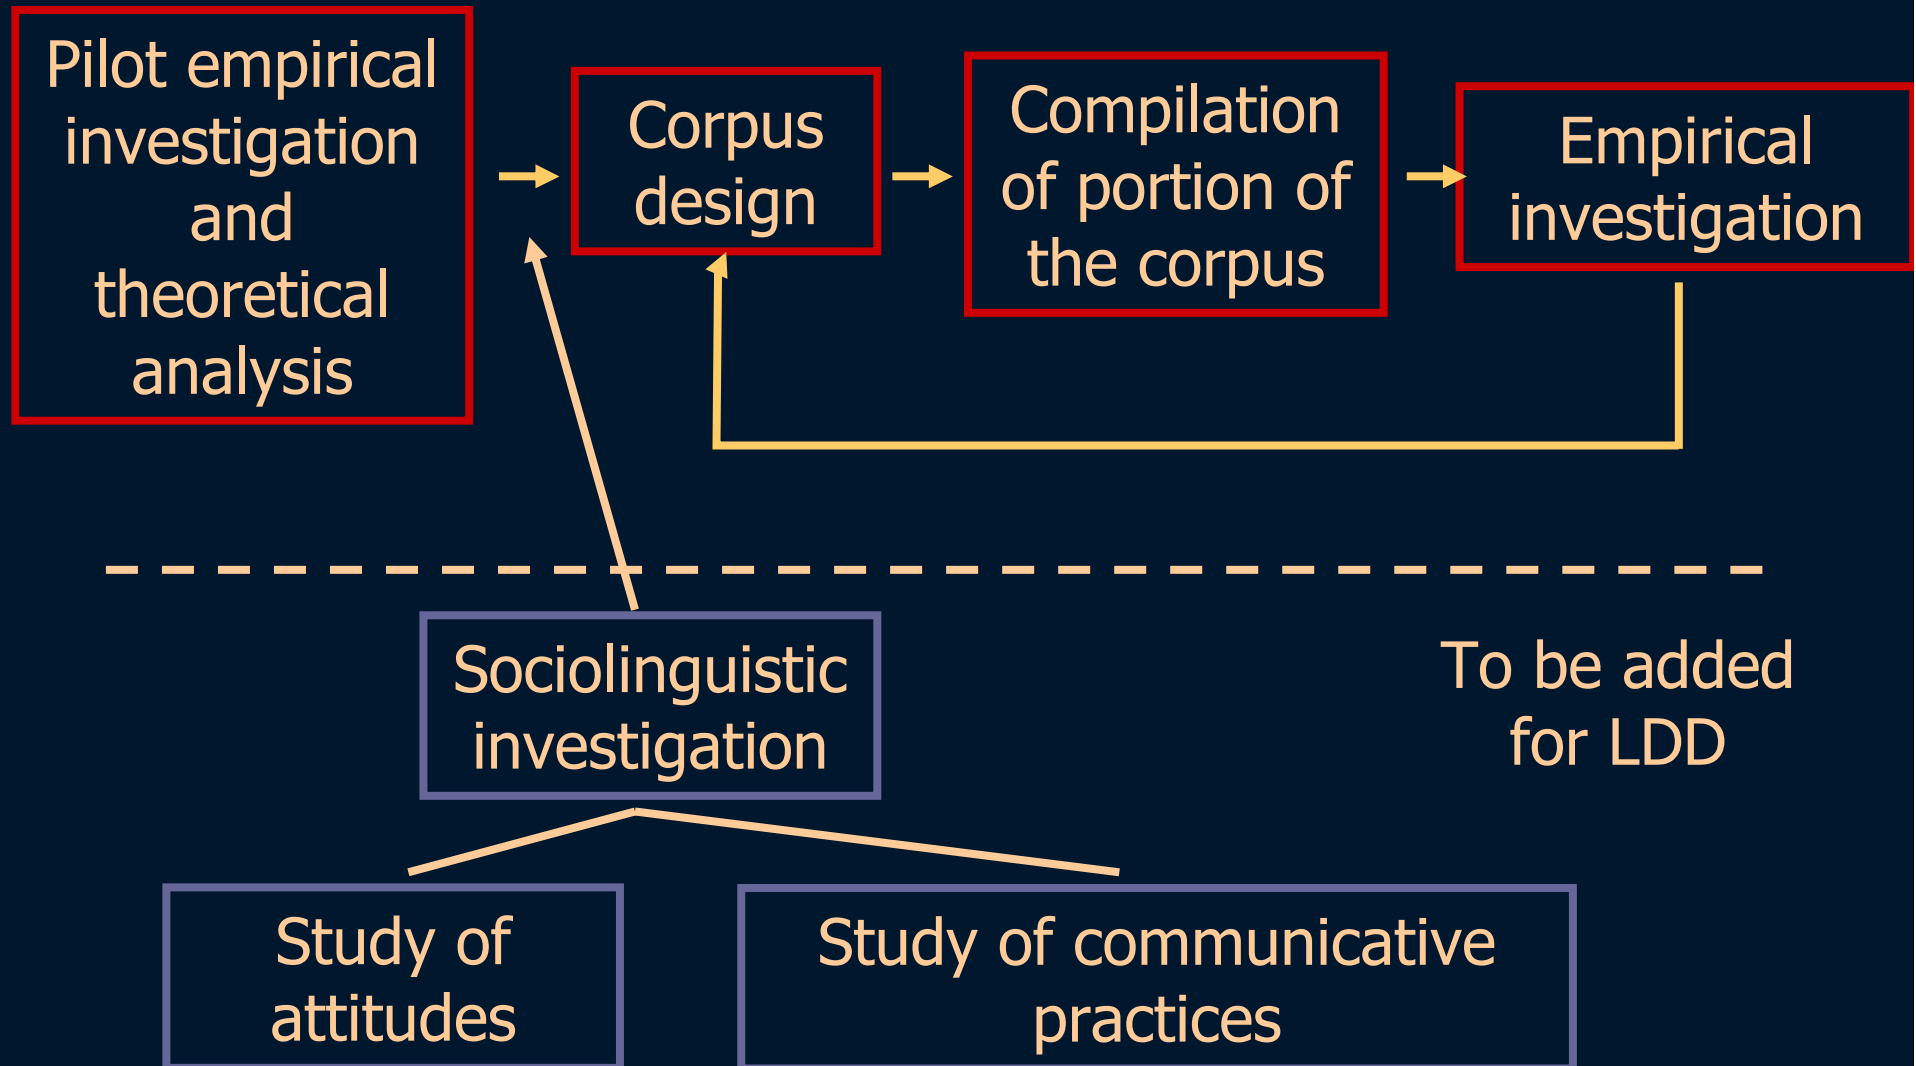 Pilot empirical
investigation
and
theoretical
analysis
Corpus
design
Compilation
of portion of
the corpus
Empirical
investigation
Sociolinguistic
investigation
To be added
for LDD
Study of
attitudes
Study of communicative
practices